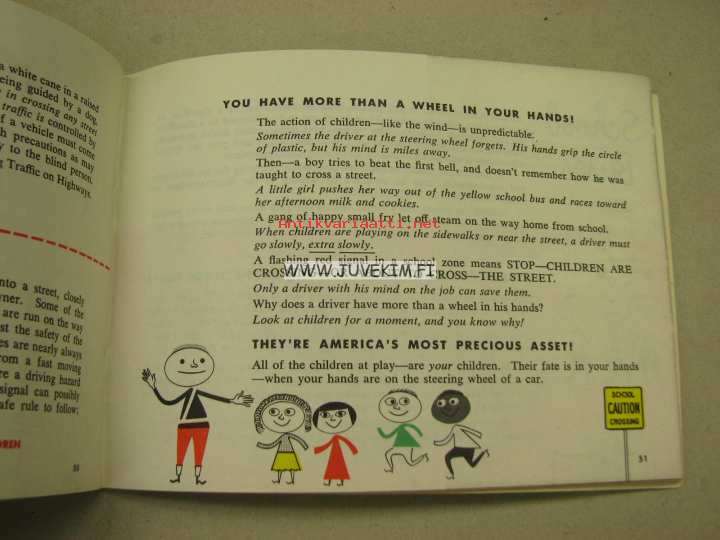 a white cane in a raised
being guided by a dog,
in crossing any street
traffic is controlled by
of a vehicle must come
precautions as may
to the blind person.
Traffic on Highways.
into a street, closely
Some of the
are run on the way
the safety of the
are nearly always
from a fast moving
a driving hazard
signal can possibly
safe rule to follow;
50
YOU HAVE MORE THAN A WHEEL IN YOUR HANDS!
The action of children—like the wind—is unpredictable.
Sometimes the driver at the steering wheel forgets. His hands grip the circle
of plastic, but his mind is miles away.
Then—a boy tries to beat the first bell, and doesn't remember how he was
taught to cross a street.
A little girl pushes her way out of the yellow school bus and races toward
her afternoon milk and cookies.
A gang of happy small fry let off steam on the way home from school.
Antikvariaatti.net
When children are playing on the sidewalks or near the street, a driver must
go slowly, extra slowly.
A flashing red signal in a school zone means STOP—CHILDREN ARE
WWW.JUVEKIM.FI
CROSS—THE STREET.
Only a driver with his mind on the job can save them.
Why does a driver have more than a wheel in his hands?
Look at children for a moment, and you know why!
THEY'RE AMERICA'S MOST PRECIOUS ASSET!
All of the children at play—are your children. Their fate is in your hands
—when your hands are on the steering wheel of a car.
SCHOOL
CAUTION
CROSSING
51